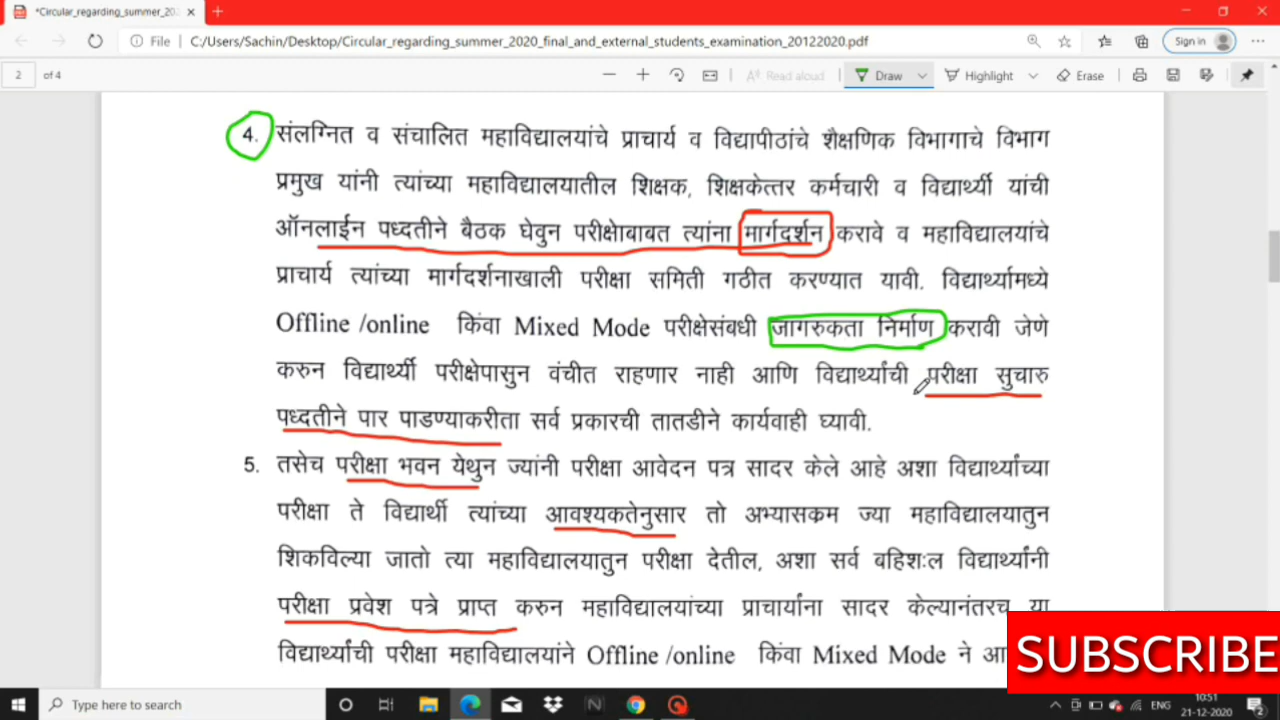 *Circular_regarding_summer_202
File
C:/Users/Sachin/Desktop/Circular_regarding_summer_2020_final_and_external_students_examination_20122020.pdf
Sign in
2 of 4
Read aloud Draw Highlight Erase
4. संलग्नित व संचालित महाविद्यालयांचे प्राचार्य व विद्यापीठांचे शैक्षणिक विभागाचे विभाग
प्रमुख यांनी त्यांच्या महाविद्यालयातील शिक्षक, शिक्षकेत्तर कर्मचारी व विद्यार्थ्यी यांची
ऑनलाईन पध्दतीने बैठक घेवुन परीक्षेाबाबत त्यांना मार्गदर्शन करावे व महाविद्यालयांचे
प्राचार्य त्यांच्या मार्गदर्शनाखाली परीक्षा समिती गठीत करण्यात यावी. विद्यार्थ्यामध्ये
Offline /online किंवा Mixed Mode परीक्षेसंबधी जागरुकता निर्माण करावी जेणे
करुन विद्यार्थ्यी परीक्षेपासुन वंचीत राहणार नाही आणि विद्यार्थ्यांची परीक्षा सुचारु
पध्दतीने पार पाडण्याकरीता सर्व प्रकारची तातडीने कार्यवाही घ्यावी.
5. तसेच परीक्षा भवन येथुन ज्यांनी परीक्षा आवेदन पत्र सादर केले आहे अशा विद्यार्थ्यांच्या
परीक्षा ते विद्यार्थी त्यांच्या आवश्यकतेनुसार तो अभ्यासक्रम ज्या महाविद्यालयातुन
शिकविल्या जातो त्या महाविद्यालयातुन परीक्षा देतील, अशा सर्व बहिशःल विद्यार्थ्यांनी
परीक्षा प्रवेश पत्रे प्राप्त करुन महाविद्यालयांच्या प्राचार्यांना सादर केल्यानंतरच या
विद्यार्थ्यांची परीक्षा महाविद्यालयांने Offline /online किंवा Mixed Mode ने आ
SUBSCRIBE
Type here to search
ENG
10:51
21-12-2020
2